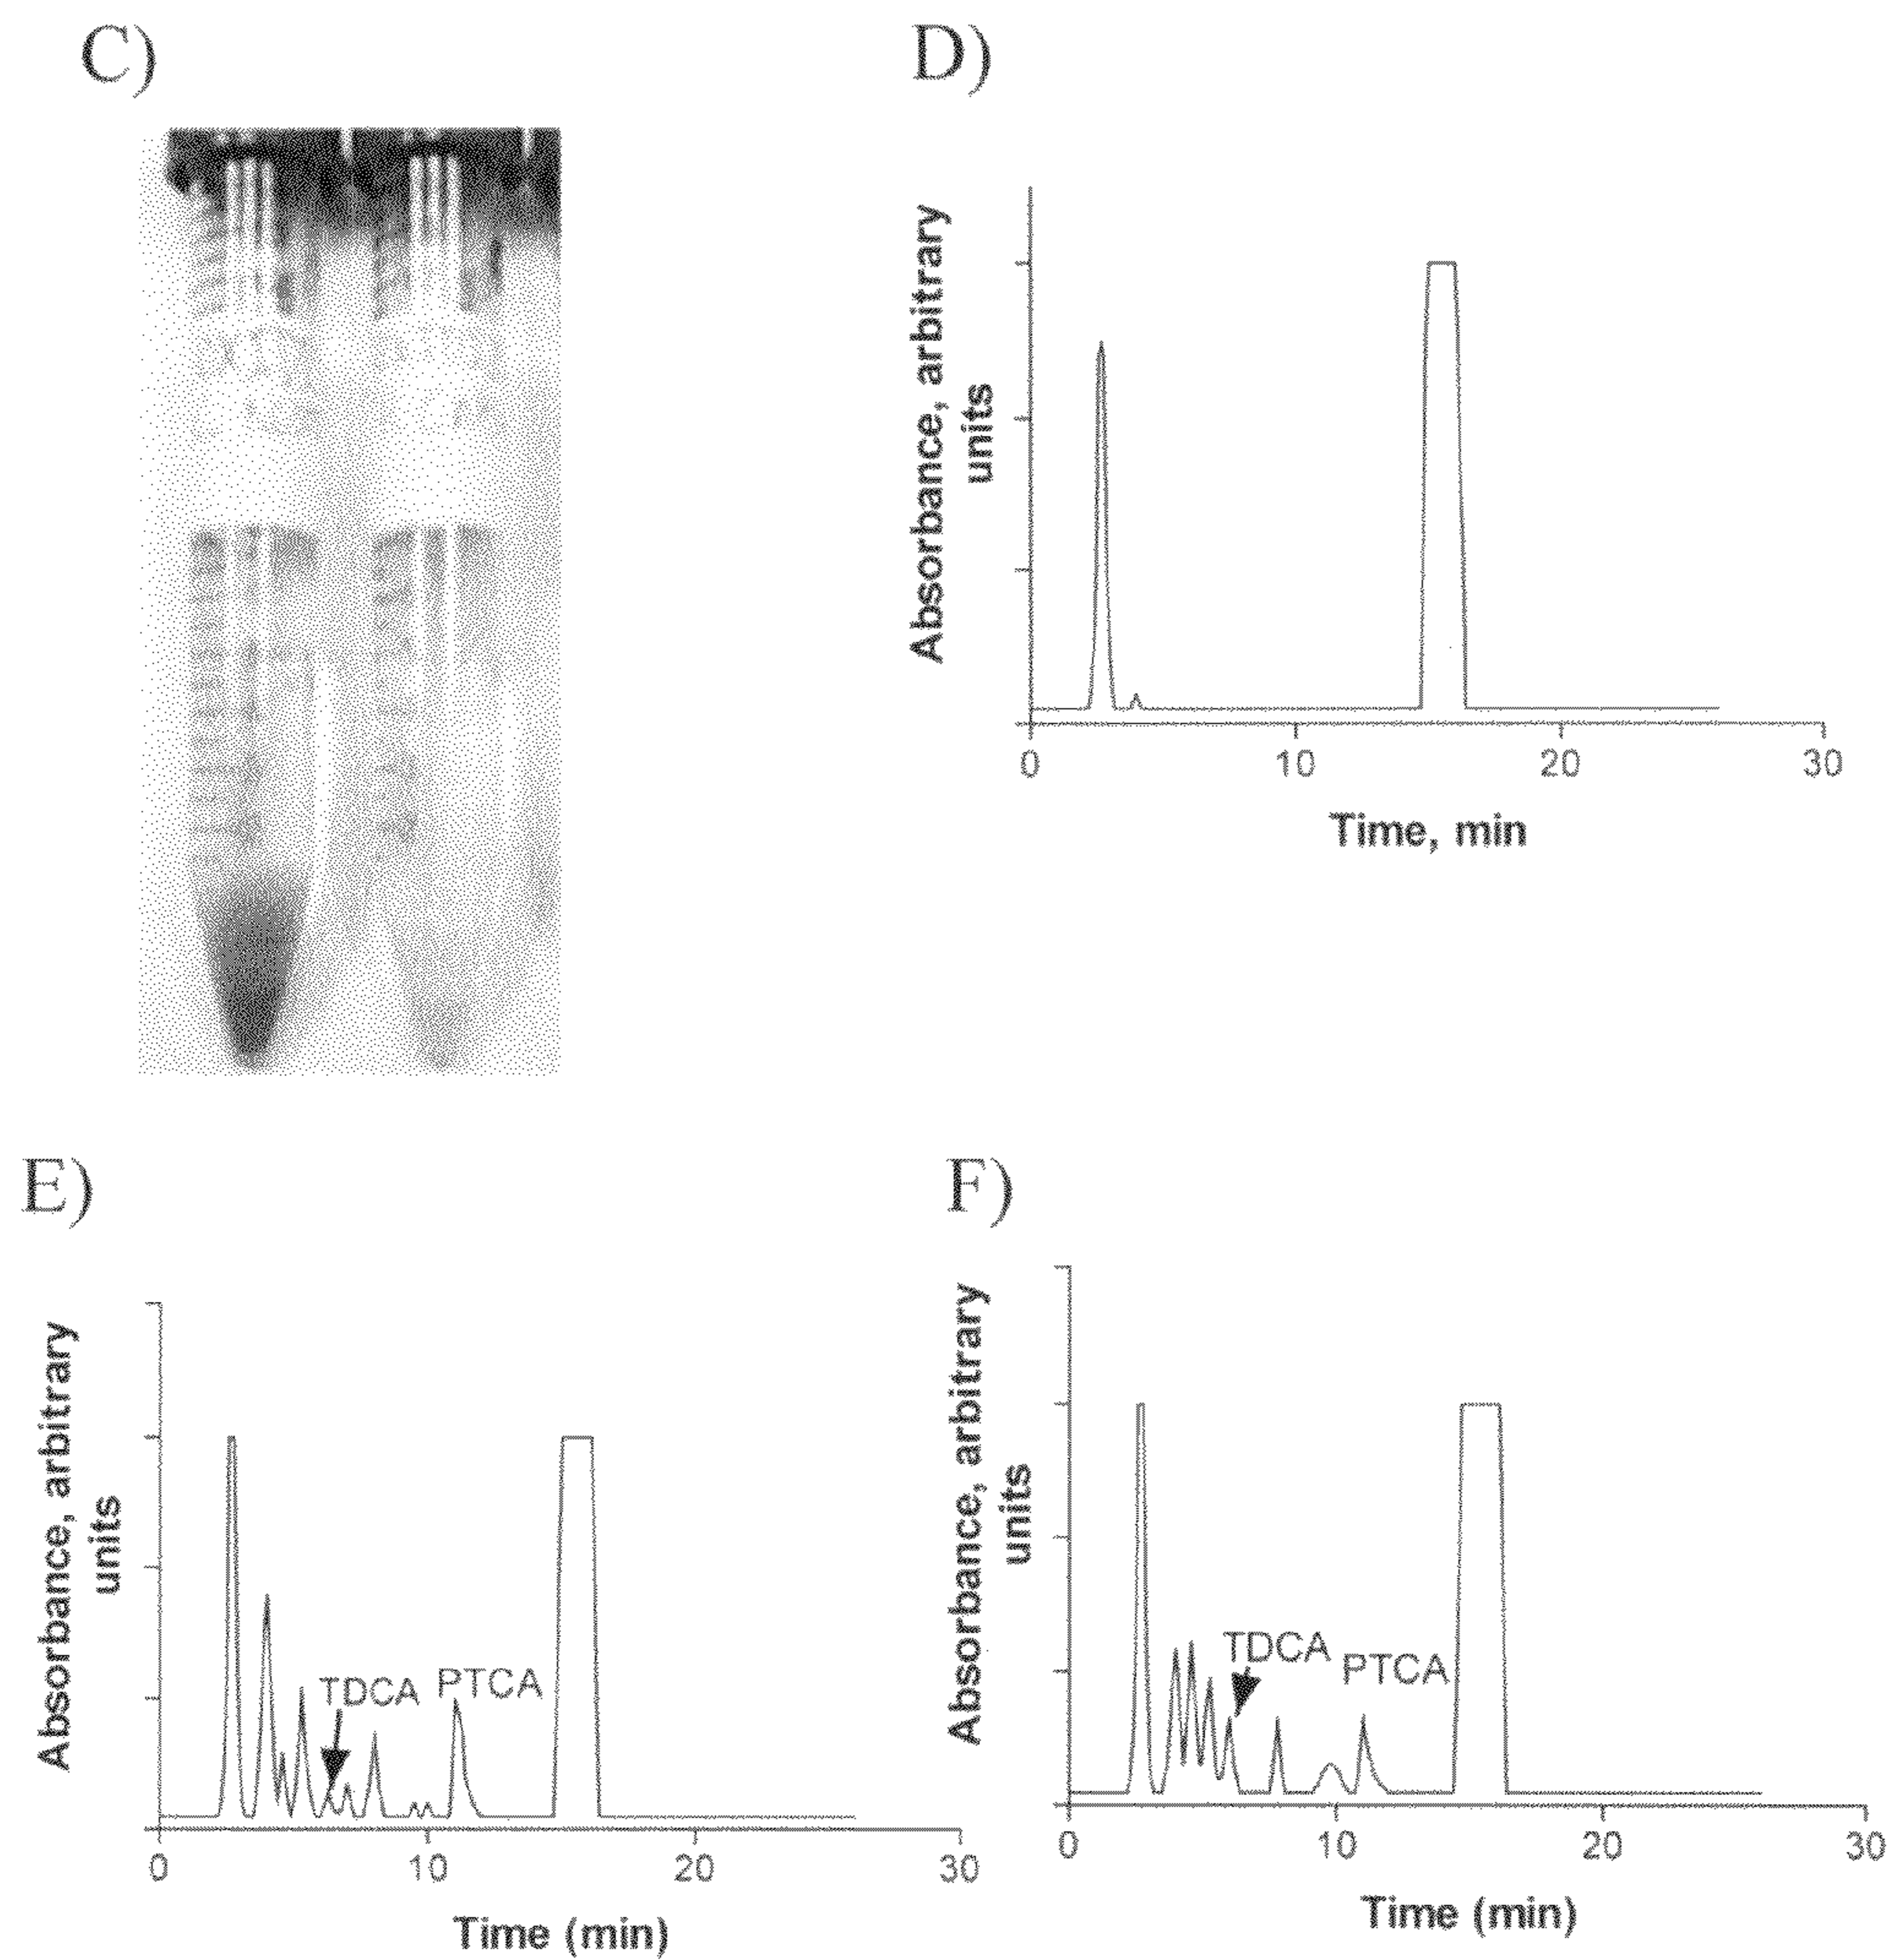 C)
D)
Absorbance, arbitrary
units
0 10 20 30
Time, min
E)
Absorbance, arbitrary
units
TDCA PTCA
0 10 20 30
Time (min)
F)
Absorbance, arbitrary
units
TDCA PTCA
0 10 20 30
Time (min)